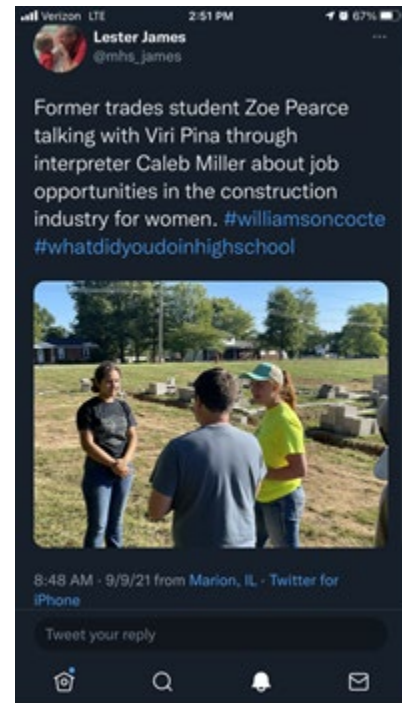 Verizon LTE 2:51 PM 67%
Lester James
@mhs_james
Former trades student Zoe Pearce
talking with Viri Pina through
interpreter Caleb Miller about job
opportunities in the construction
industry for women. #williamsoncocte
#whatdidyoudoinhighschool
8:48 AM · 9/9/21 from Marion, IL · Twitter for
iPhone
Tweet your reply